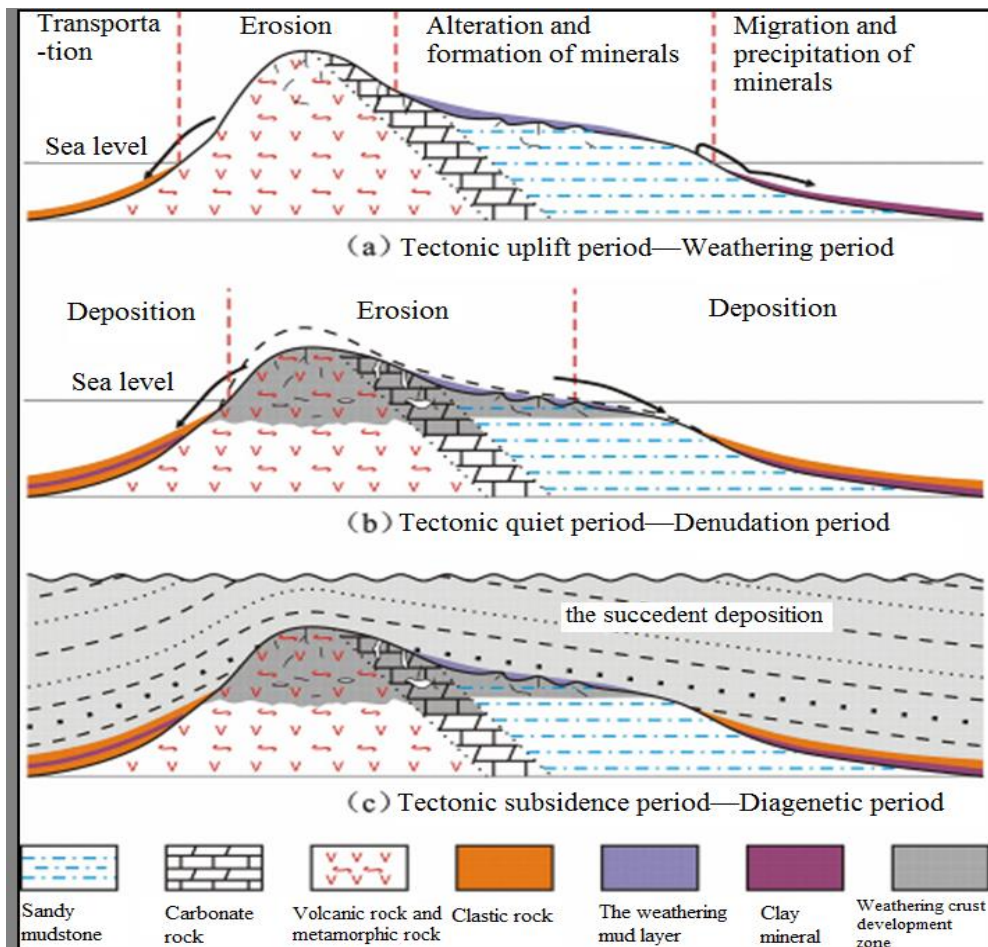 Transporta
-tion
Erosion
Alteration and
formation of minerals
Migration and
precipitation of
minerals
Sea level
(a) Tectonic uplift period—Weathering period
Deposition
Erosion
Deposition
Sea level
(b) Tectonic quiet period—Denudation period
the succedent deposition
(c) Tectonic subsidence period—Diagenetic period
Sandy
mudstone
Carbonate
rock
Volcanic rock and
metamorphic rock
Clastic rock
The weathering
mud layer
Clay
mineral
Weathering crust
development
zone